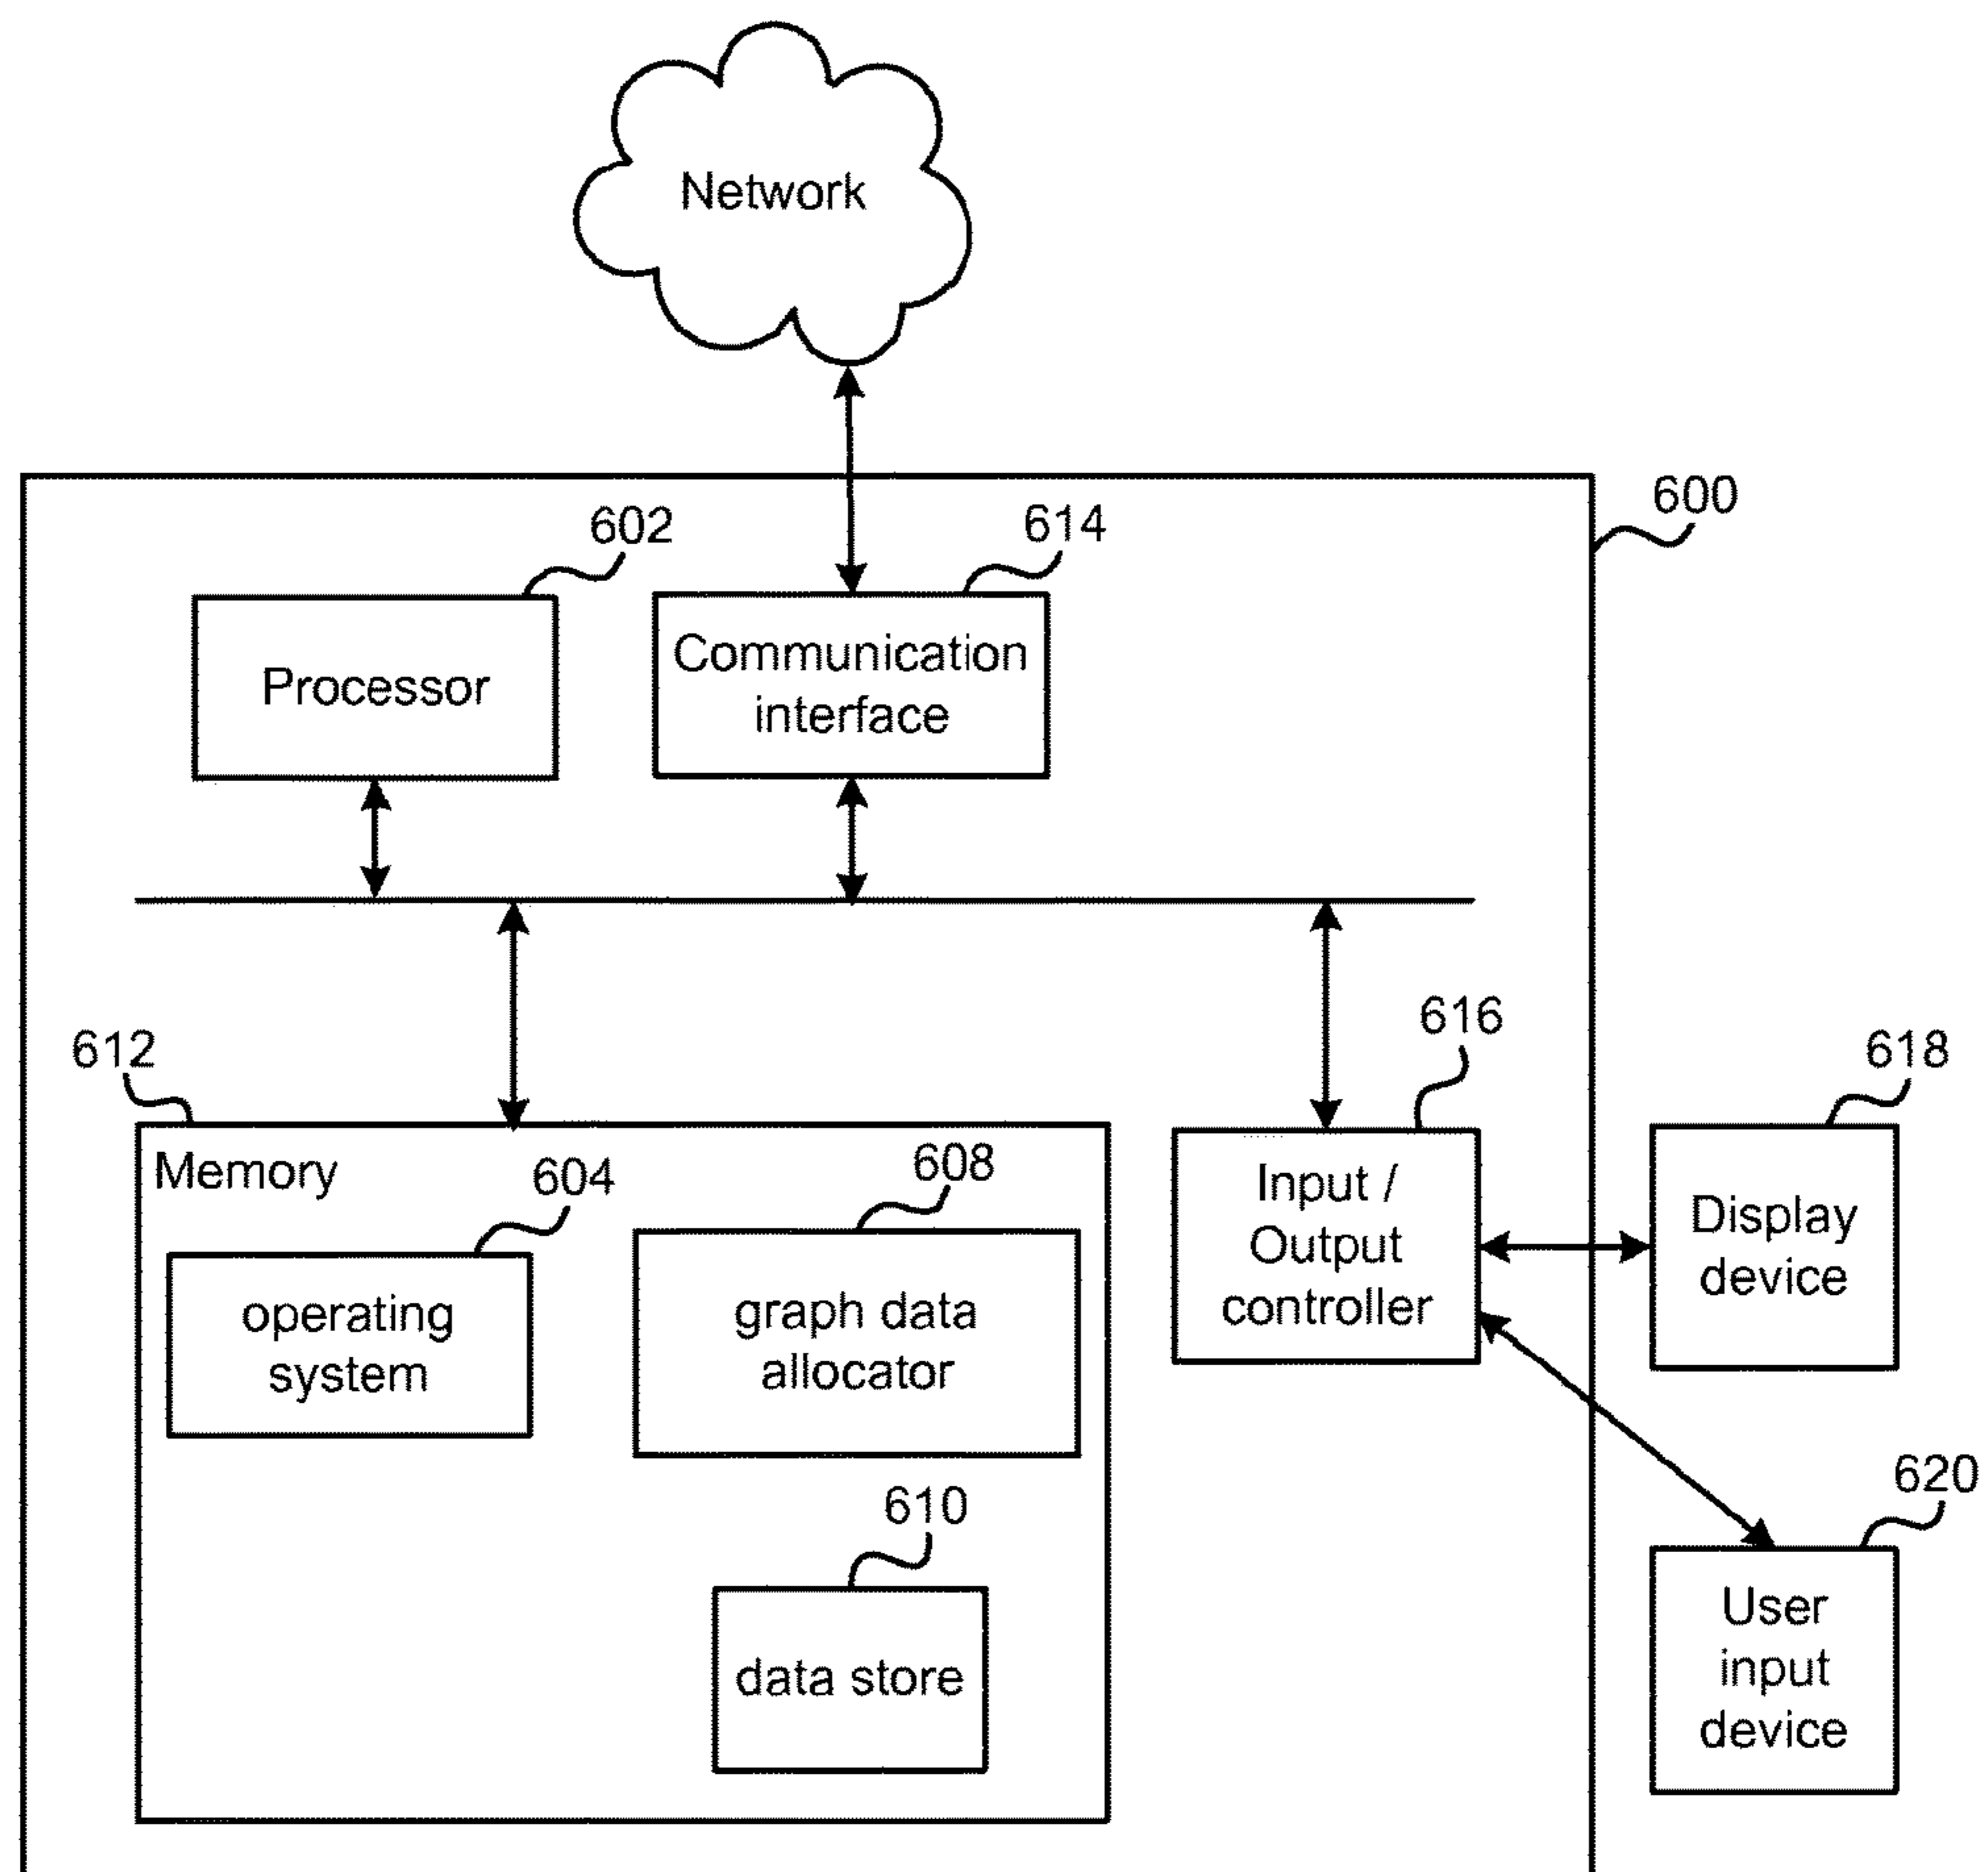 Network
600
602
614
Processor
Communication
interface
612
616
618
Memory
604
608
operating
system
graph data
allocator
Input /
Output
controller
Display
device
610
data store
620
User
input
device